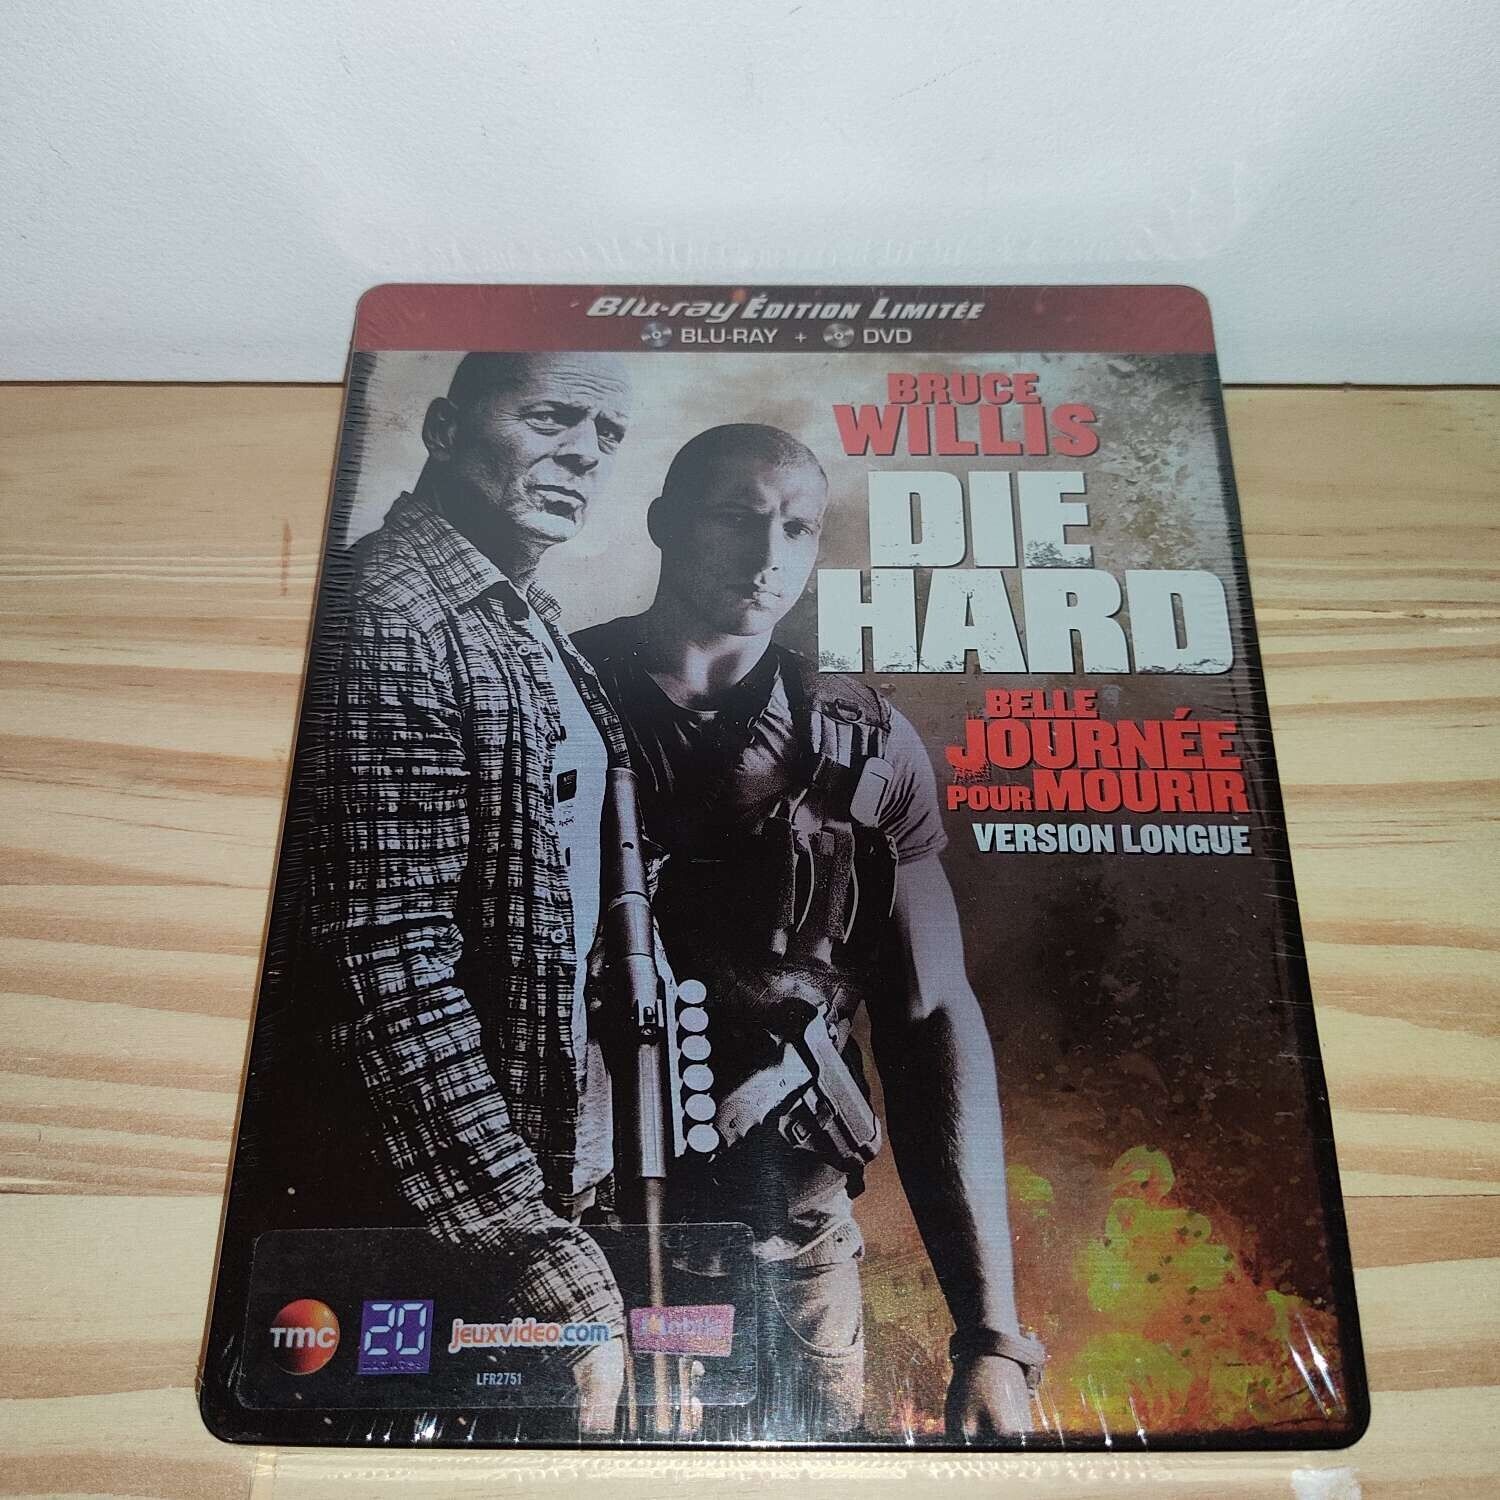 Blu-ray ÉDITION LIMITÉE
BLU-RAY + DVD
BRUCE
WILLIS
DIE
HARD
BELLE
JOURNÉE
POUR MOURIR
VERSION LONGUE
TMC
20
jeuxvideo.com
LFR2751